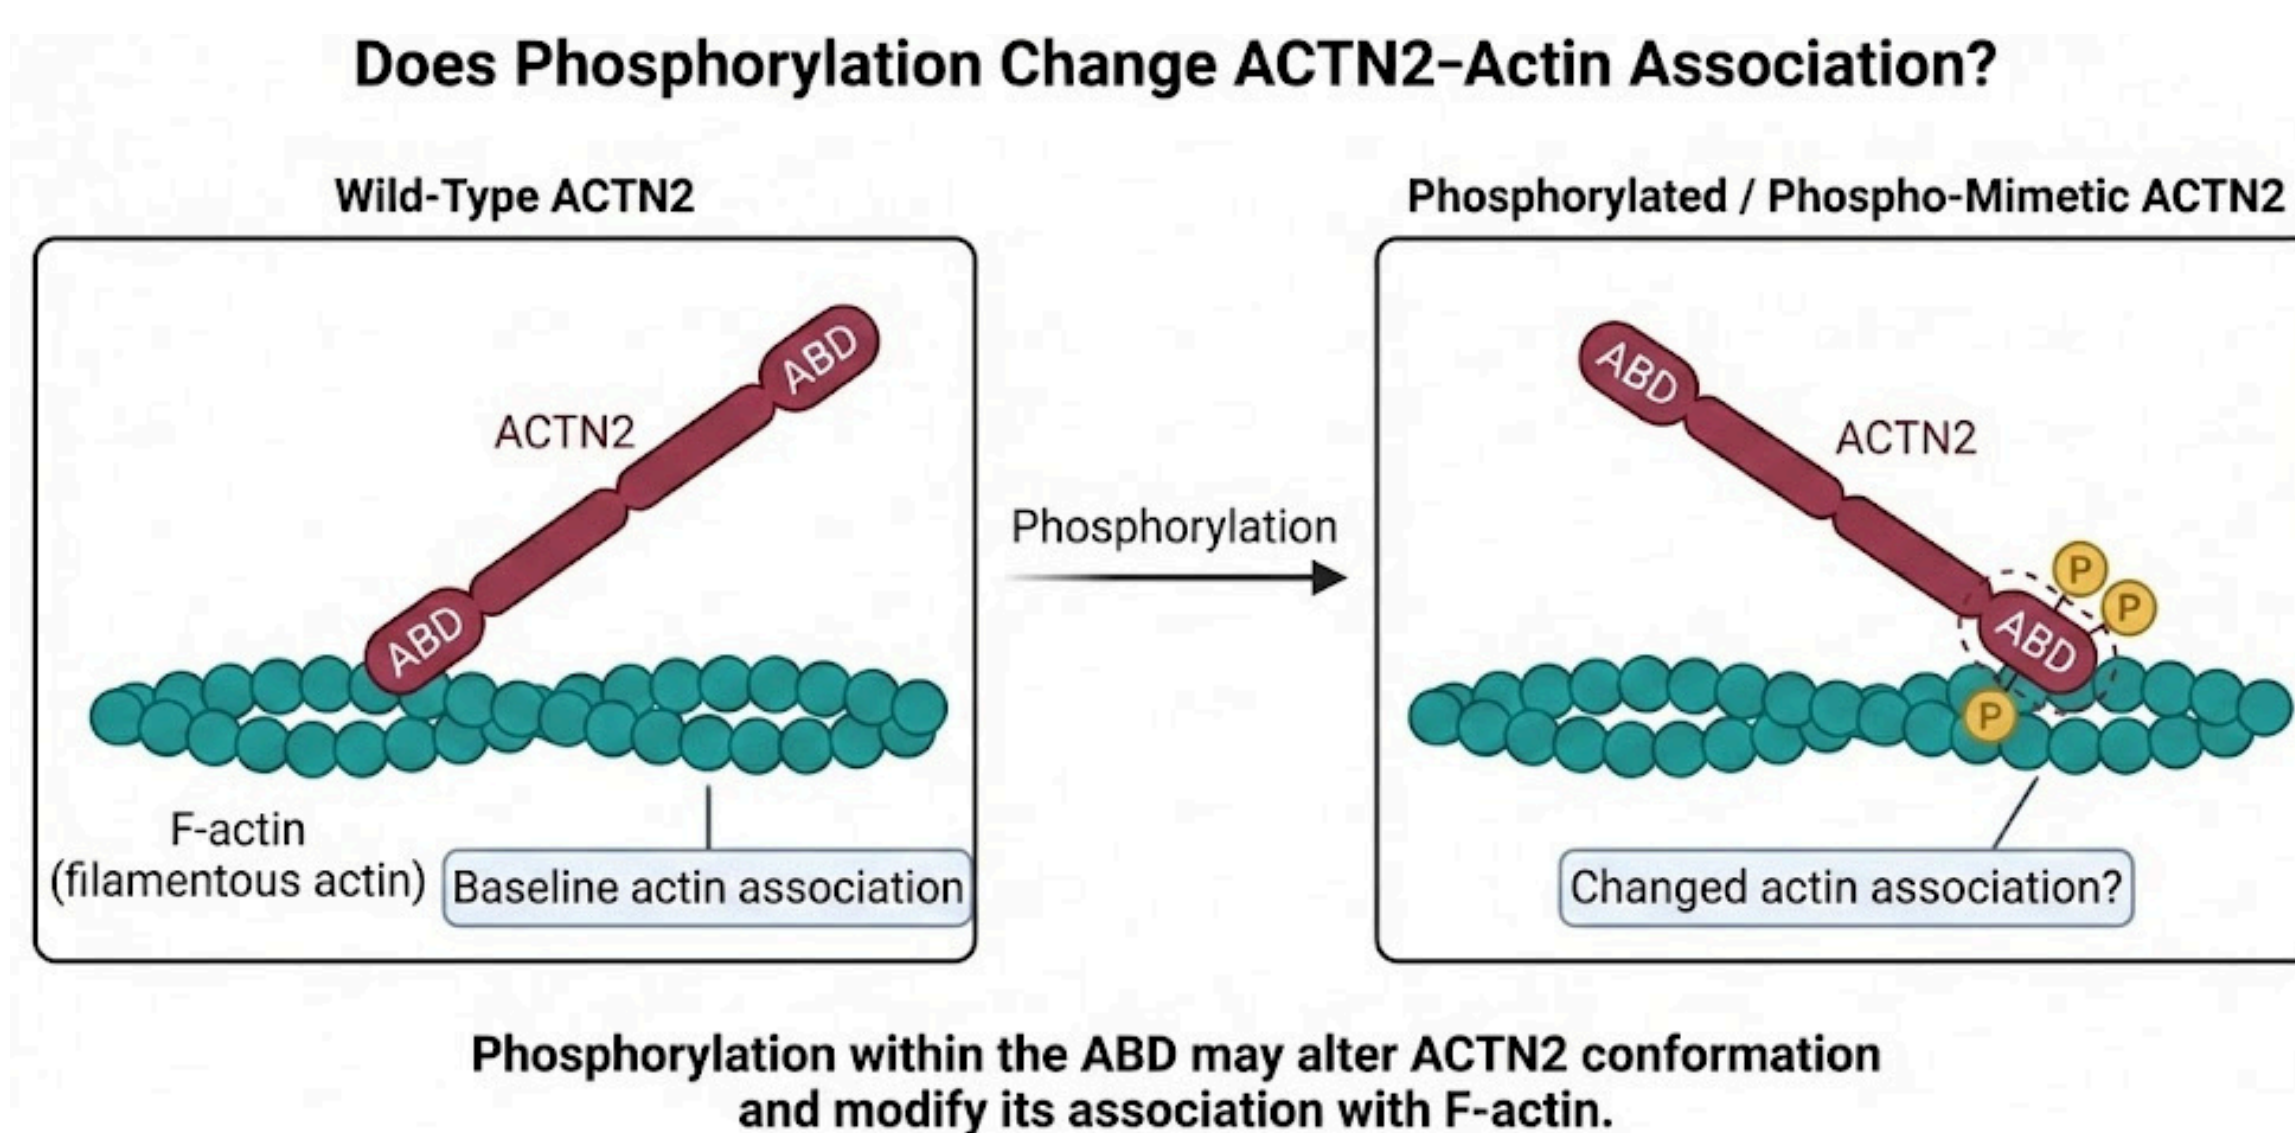 Does Phosphorylation Change ACTN2–Actin Association?
Wild-Type ACTN2
ABD
ACTN2
ABD
F-actin
(filamentous actin)
Baseline actin association
Phosphorylation
Phosphorylated / Phospho-Mimetic ACTN2
ABD
ACTN2
P
P
ABD
P
Changed actin association?
Phosphorylation within the ABD may alter ACTN2 conformation
and modify its association with F-actin.